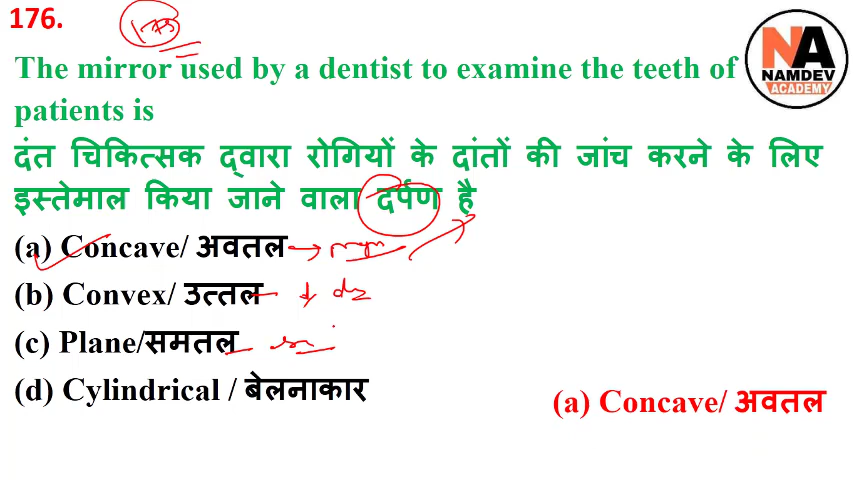 176.
NA
NAMDEV
ACADEMY
The mirror used by a dentist to examine the teeth of
patients is
दंत चिकित्सक द्वारा रोगियों के दांतों की जांच करने के लिए
इस्तेमाल किया जाने वाला दर्पण है
(a) Concave/ अवतल
(b) Convex/ उत्तल
(c) Plane/समतल
(d) Cylindrical / बेलनाकार
(a) Concave/ अवतल